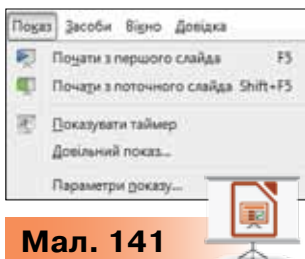 Показ Засоби Вікно Довідка
Почати з першого слайда F5
Почати з поточного слайда Shift+F5
Показувати таймер
Довільний показ...
Параметри показу...
Мал. 141